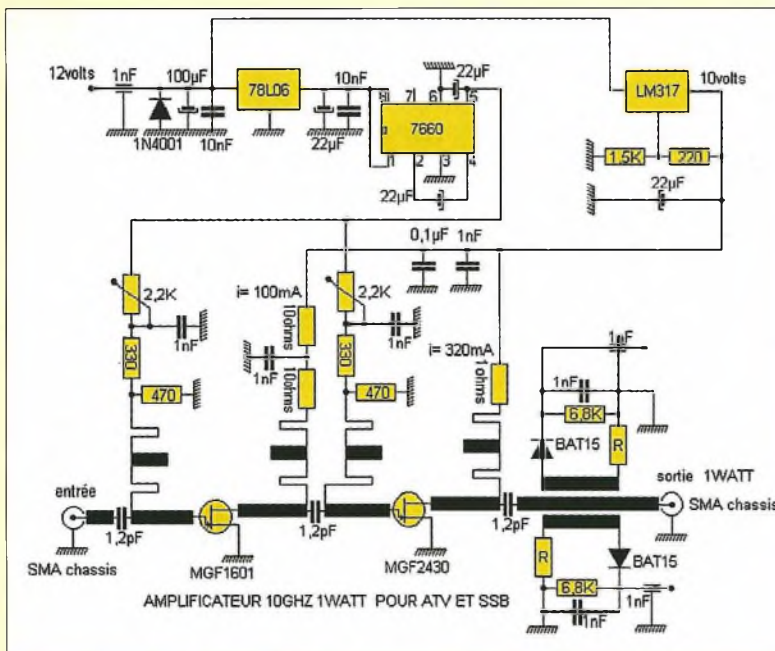 12volts
1nF
100µF
78L06
10nF
22µF
LM317
10volts
8
7
6
5
7660
1N4001
10nF
22µF
1
2
3
4
1.5K
220
22µF
22µF
0,1µF
1nF
2,2K
i= 100mA
2,2K
1nF
10ohms
1nF
i= 320mA
1nF
330
1nF
330
1ohms
1nF
470
10ohms
470
6,8K
BAT15
R
entrée
sortie 1WATT
1,2pF
1,2pF
1,2pF
SMA chassis
SMA chassis
MGF1601
MGF2430
R
BAT15
6,8K
1nF
1nF
AMPLIFICATEUR 10GHZ 1WATT POUR ATV ET SSB